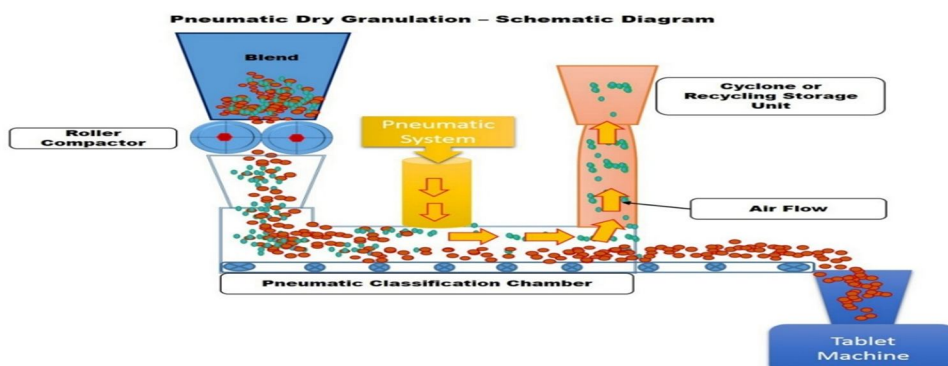 Pneumatic Dry Granulation – Schematic Diagram
Blend
Roller
Compactor
Pneumatic
System
Cyclone or
Recycling Storage
Unit
Air Flow
Pneumatic Classification Chamber
Tablet
Machine